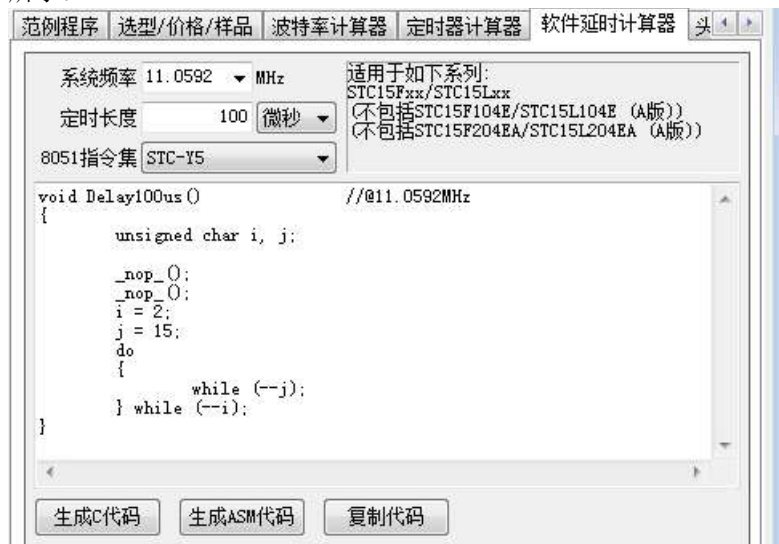 范例程序 选型/价格/样品 波特率计算器 定时器计算器 软件延时计算器 头
系统频率 11.0592 MHz
定时长度 100 微秒
8051指令集 STC-Y5
适用于如下系列:
STC15Fxx/STC15Lxx
(不包括STC15F104E/STC15L104E (A版))
(不包括STC15F204EA/STC15L204EA (A版))
void Delay100us() //@11.0592MHz
{
unsigned char i, j;
_nop_();
_nop_();
i = 2;
j = 15;
do
{
while (--j);
} while (--i);
}
生成C代码 生成ASM代码 复制代码